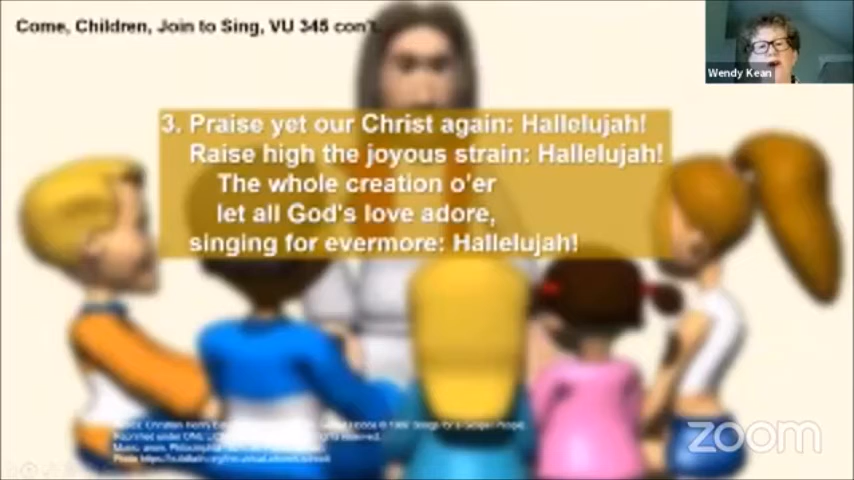 Come, Children, Join to Sing, VU 345 con't
Wendy Kean
3. Praise yet our Christ again: Hallelujah!
Raise high the joyous strain: Hallelujah!
The whole creation o'er
let all God's love adore,
singing for evermore: Hallelujah!
zoom